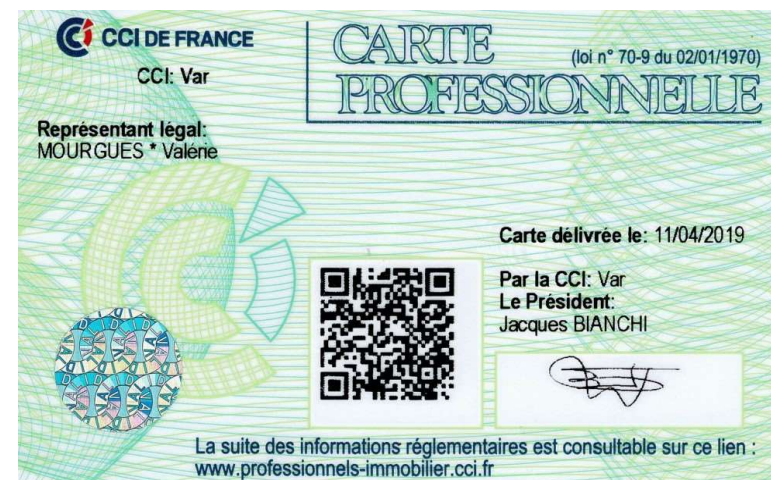 CCI DE FRANCE
CCI: Var
CARTE
PROFESSIONNELLE
(loi n° 70-9 du 02/01/1970)
Représentant légal:
MOURGUES * Valérie
Carte délivrée le: 11/04/2019
Par la CCI: Var
Le Président:
Jacques BIANCHI
La suite des informations réglementaires est consultable sur ce lien :
www.professionnels-immobilier.cci.fr